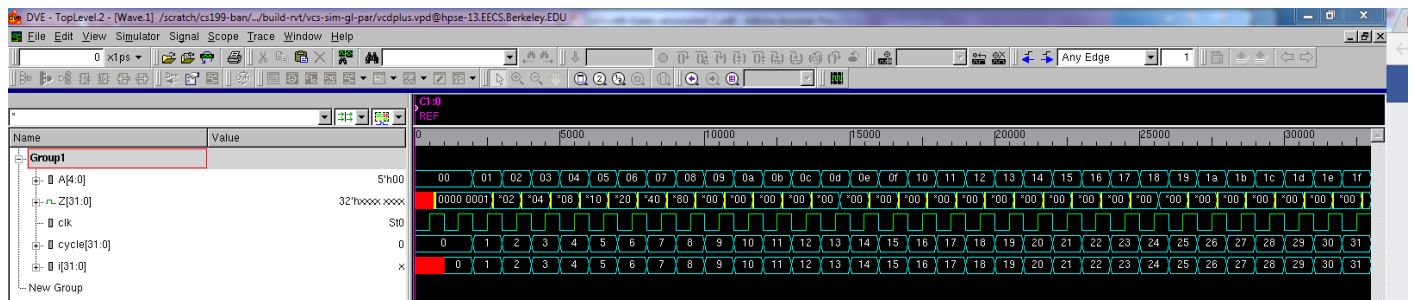 DVE - TopLevel.2 - [Wave.1] /scratch/cs199-ban/.../build-rvt/vcs-sim-gl-par/vcdplus.vpd@hpse-13.EECS.Berkeley.EDU
File Edit View Simulator Signal Scope Trace Window Help
0 x1ps Any Edge 1
C1:0
* REF
Name Value 0 5000 10000 15000 20000 25000 30000
Group1
A[4:0] 5'h00 00 01 02 03 04 05 06 07 08 09 0a 0b 0c 0d 0e 0f 10 11 12 13 14 15 16 17 18 19 1a 1b 1c 1d 1e 1f
Z[31:0] 32'hxxxx xxxx 0000 0001 *02 *04 *08 *10 *20 *40 *80 *00 *00 *00 *00 *00 *00 *00 *00 *00 *00 *00 *00 *00 *00 *00 *00 *00 *00 *00 *00 *00 *00 *00
clk St0
cycle[31:0] 0 0 1 2 3 4 5 6 7 8 9 10 11 12 13 14 15 16 17 18 19 20 21 22 23 24 25 26 27 28 29 30 31
i[31:0] x 0 1 2 3 4 5 6 7 8 9 10 11 12 13 14 15 16 17 18 19 20 21 22 23 24 25 26 27 28 29 30 31
New Group